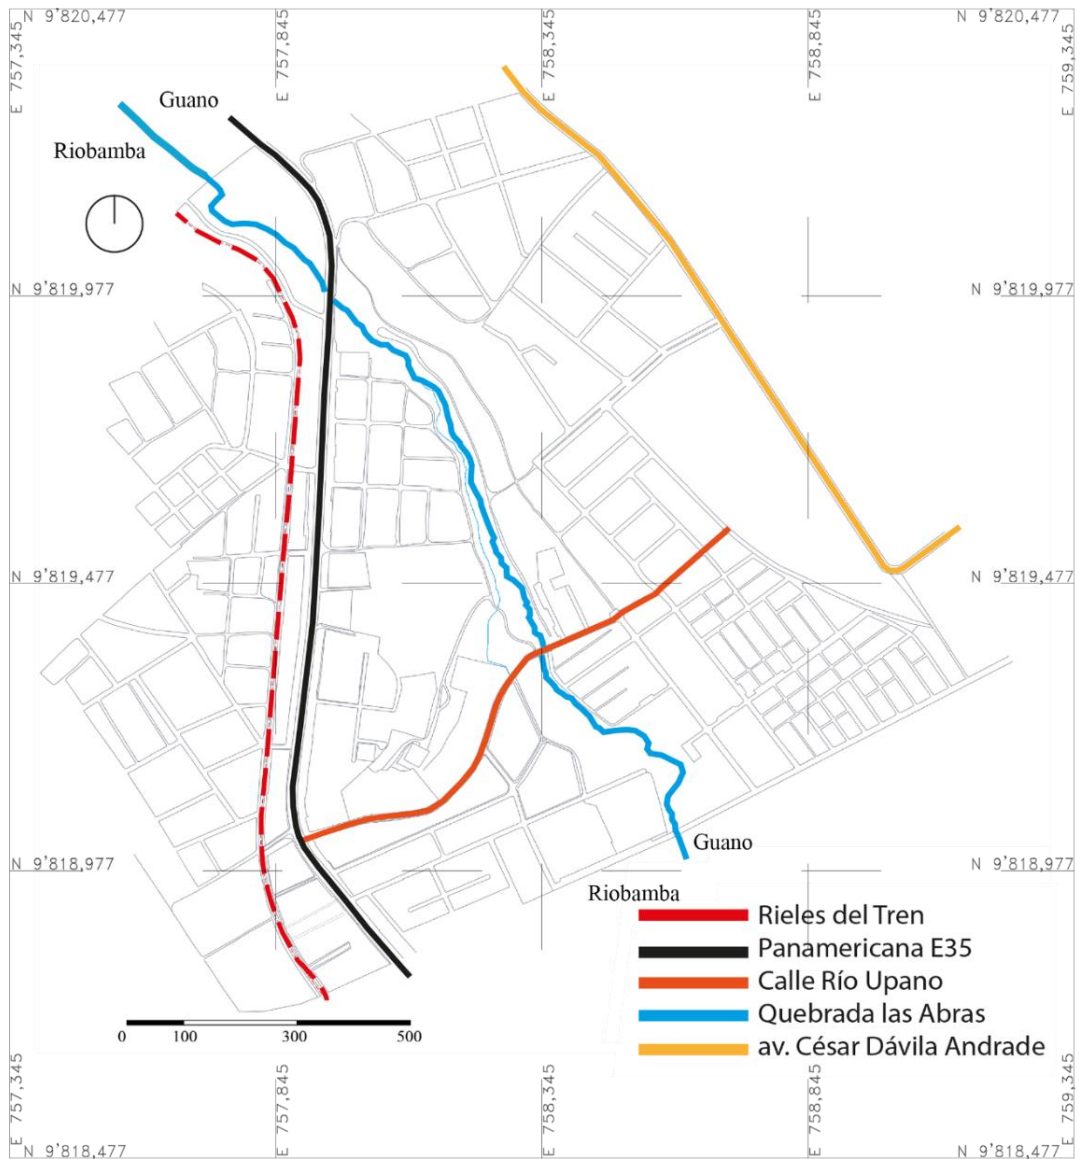 N 9'820,477
N 9'820,477
E 757,345
E 757,845
E 758,345
E 758,845
E 759,345
Guano
Riobamba
N 9'819,977
N 9'819,977
N 9'819,477
N 9'819,477
N 9'818,977
N 9'818,977
Guano
Riobamba
Rieles del Tren
Panamericana E35
Calle Río Upano
Quebrada las Abras
av. César Dávila Andrade
0 100 300 500
E 757,345
E 757,845
E 758,345
E 758,845
E 759,345
N 9'818,477
N 9'818,477